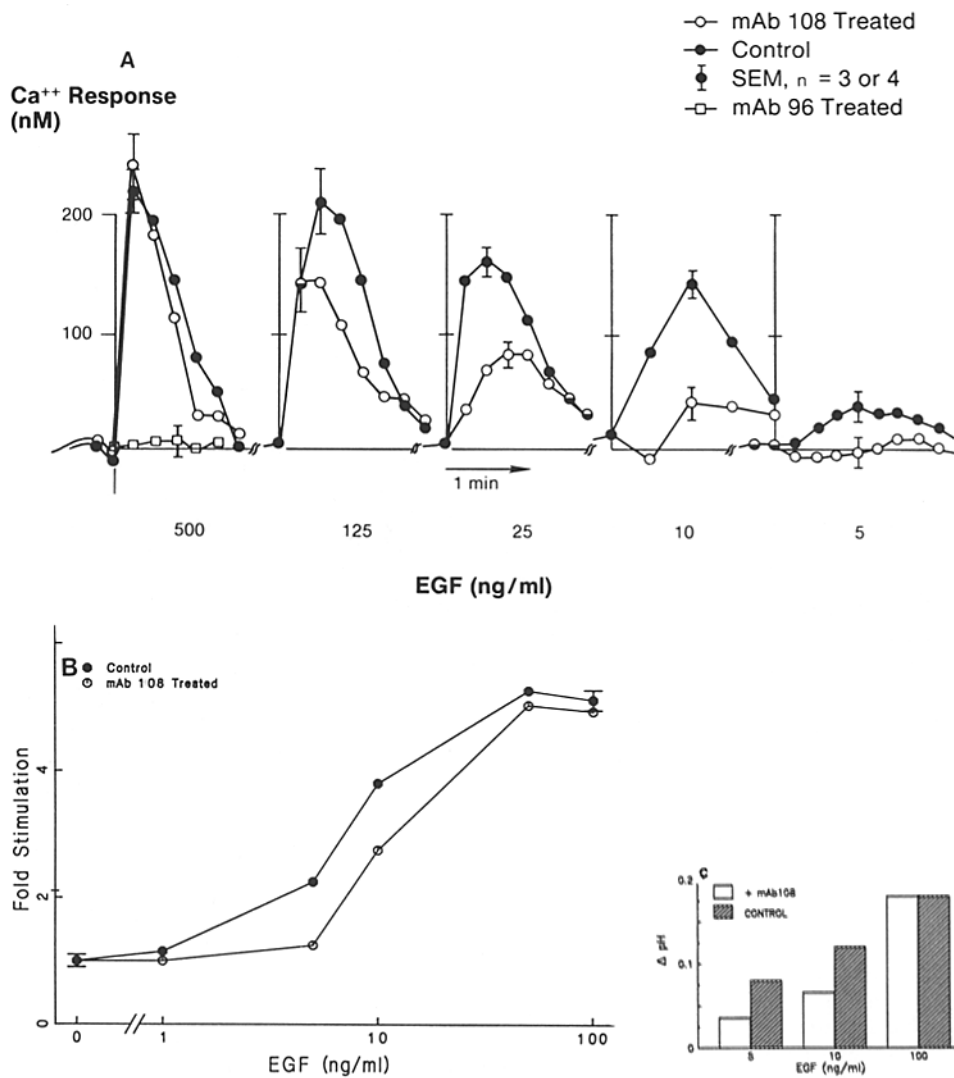 mAb 108 Treated
Control
SEM, n = 3 or 4
mAb 96 Treated
A
Ca++ Response
(nM)
200
100
1 min
500 125 25 10 5
EGF (ng/ml)
B
Control
mAb 108 Treated
Fold Stimulation
4
2
0
0 1 10 100
EGF (ng/ml)
C
+ mAb108
CONTROL
Δ pH
0.2
0.1
0
5 10 100
EGF (ng/ml)